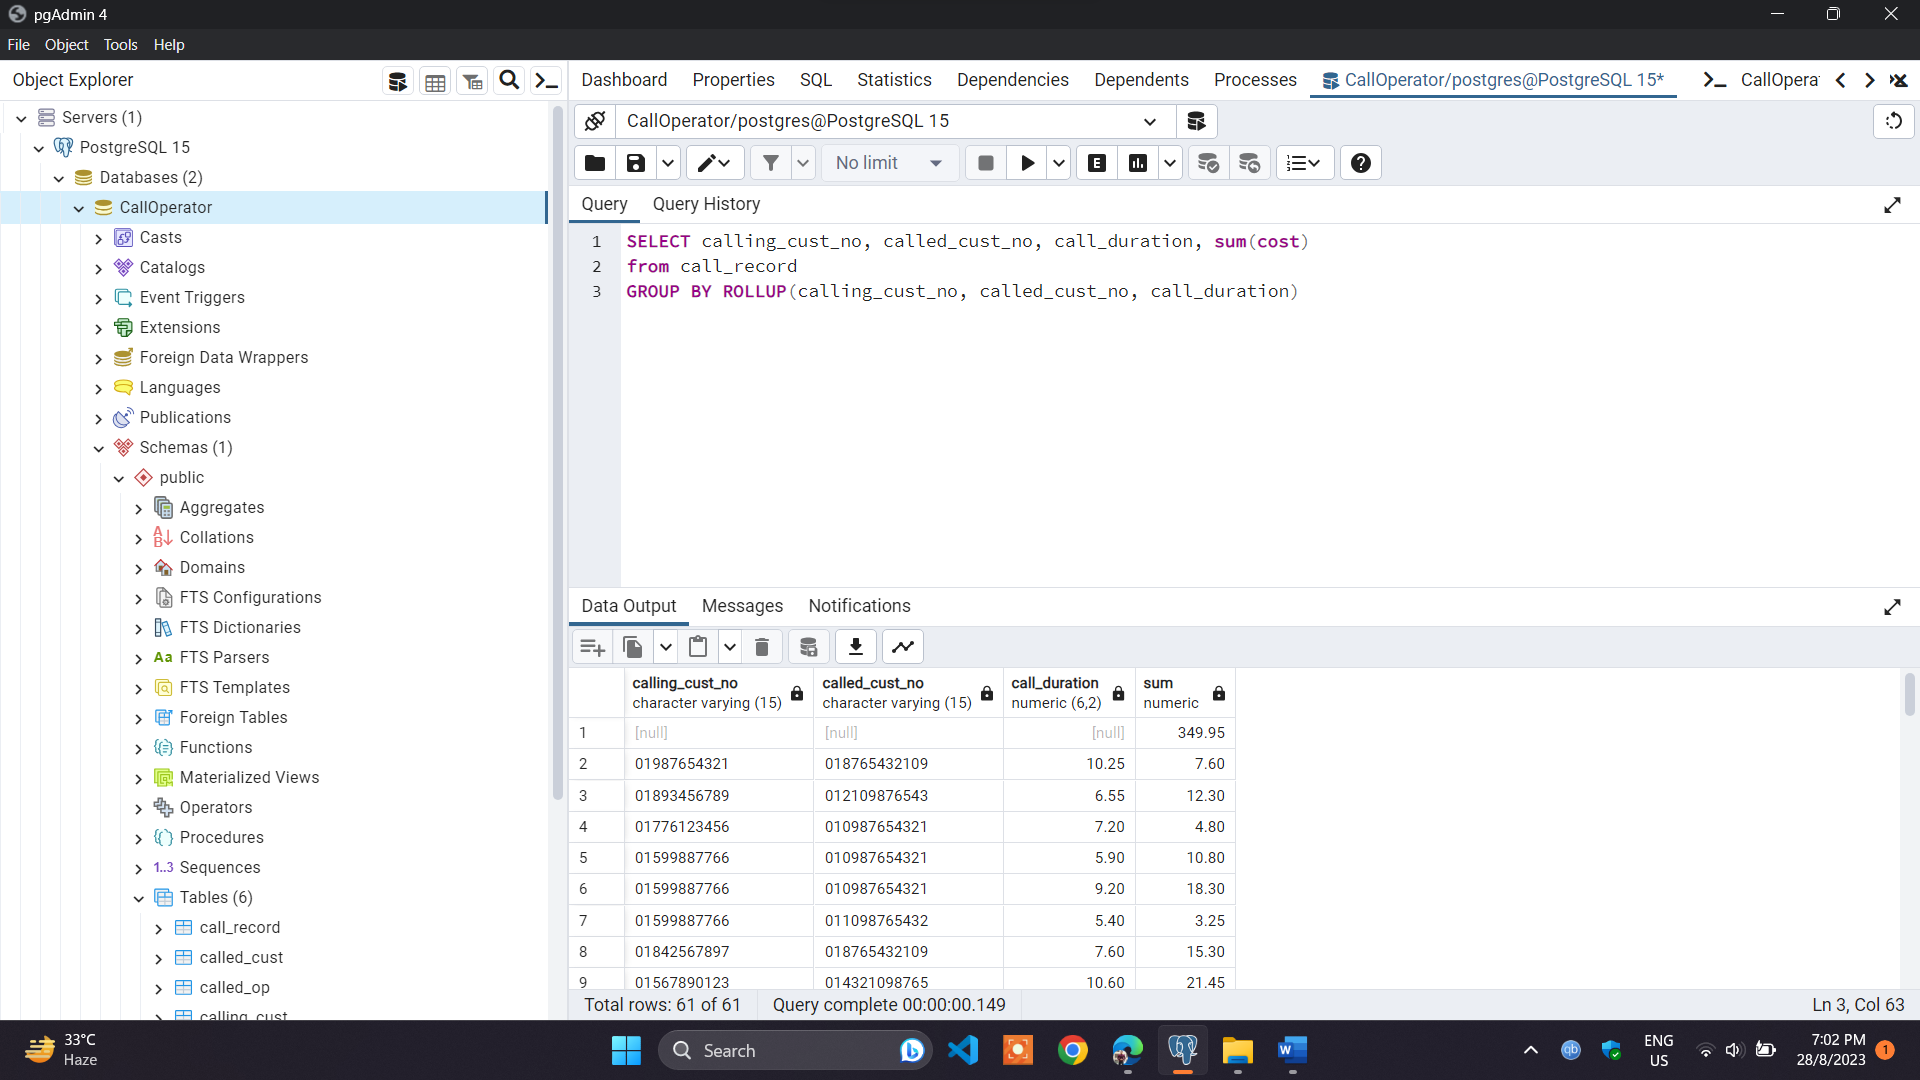 pgAdmin 4
File Object Tools Help
Object Explorer
Servers (1)
PostgreSQL 15
Databases (2)
CallOperator
Casts
Catalogs
Event Triggers
Extensions
Foreign Data Wrappers
Languages
Publications
Schemas (1)
public
Aggregates
Collations
Domains
FTS Configurations
FTS Dictionaries
FTS Parsers
FTS Templates
Foreign Tables
Functions
Materialized Views
Operators
Procedures
Sequences
Tables (6)
call_record
called_cust
called_op
calling_cust
Dashboard Properties SQL Statistics Dependencies Dependents Processes CallOperator/postgres@PostgreSQL 15* CallOpera
CallOperator/postgres@PostgreSQL 15
No limit
Query Query History
1 SELECT calling_cust_no, called_cust_no, call_duration, sum(cost)
2 from call_record
3 GROUP BY ROLLUP(calling_cust_no, called_cust_no, call_duration)
Data Output Messages Notifications
calling_cust_no called_cust_no call_duration sum
character varying (15) character varying (15) numeric (6,2) numeric
1 [null] [null] [null] 349.95
2 01987654321 018765432109 10.25 7.60
3 01893456789 012109876543 6.55 12.30
4 01776123456 010987654321 7.20 4.80
5 01599887766 010987654321 5.90 10.80
6 01599887766 010987654321 9.20 18.30
7 01599887766 011098765432 5.40 3.25
8 01842567897 018765432109 7.60 15.30
9 01567890123 014321098765 10.60 21.45
Total rows: 61 of 61 Query complete 00:00:00.149 Ln 3, Col 63
33°C
Haze
Search
ENG
US
7:02 PM
28/8/2023
1